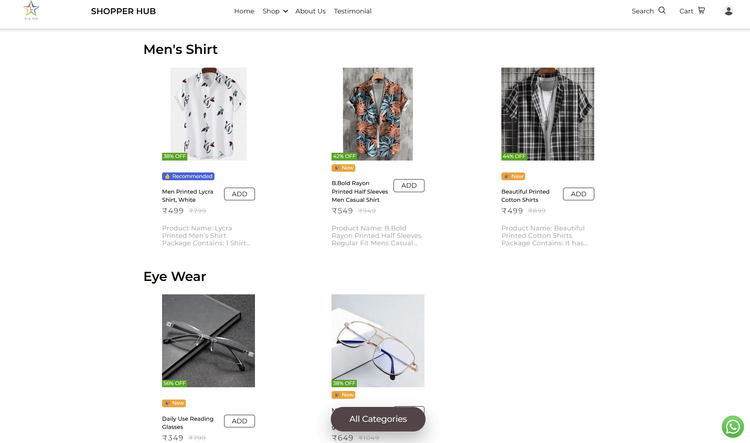 SHOPPER HUB
Home Shop About Us Testimonial
Search Cart
Men's Shirt
38% OFF
Recommended
Men Printed Lycra
Shirt, White
ADD
₹499 ₹799
Product Name: Lycra
Printed Men's Shirt
Package Contains: 1 Shirt...
42% OFF
New
B.Bold Rayon
Printed Half Sleeves
Men Casual Shirt
ADD
₹549 ₹949
Product Name: B.Bold
Rayon Printed Half Sleeves
Regular Fit Mens Casual...
44% OFF
New
Beautiful Printed
Cotton Shirts
ADD
₹499 ₹899
Product Name: Beautiful
Printed Cotton Shirts
Package Contains: It has...
Eye Wear
56% OFF
New
Daily Use Reading
Glasses
ADD
₹349 ₹799
38% OFF
New
All Categories
₹649 ₹1049